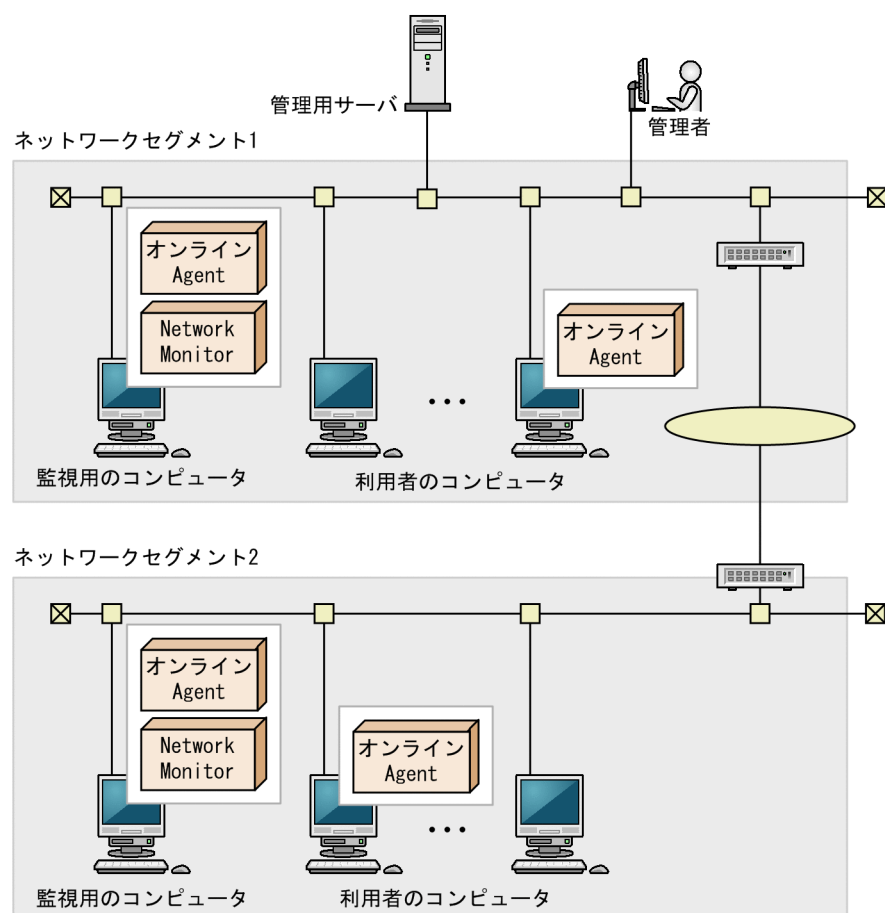 管理用サーバ
管理者
ネットワークセグメント1
オンライン
Agent
Network
Monitor
オンライン
Agent
・・・
監視用のコンピュータ
利用者のコンピュータ
ネットワークセグメント2
オンライン
Agent
Network
Monitor
オンライン
Agent
・・・
監視用のコンピュータ
利用者のコンピュータ